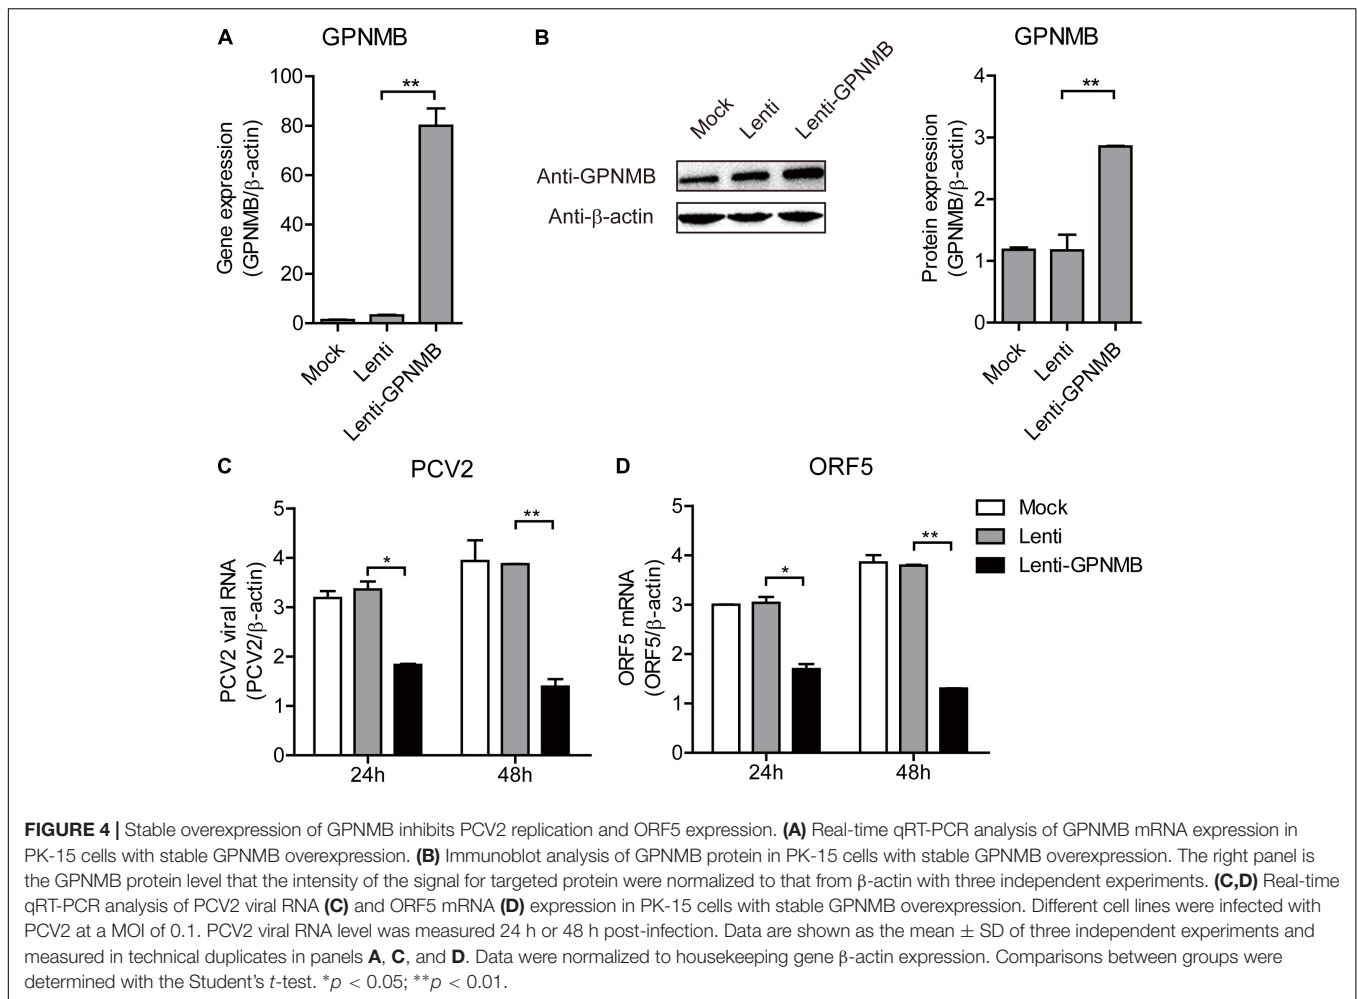 A
GPNMB
Gene expression
(GPNMB/β-actin)
100
80
60
40
20
0
**
Mock
Lenti
Lenti-GPNMB
B
Mock
Lenti
Lenti-GPNMB
Anti-GPNMB
Anti-β-actin
GPNMB
Protein expression
(GPNMB/β-actin)
4
3
2
1
0
**
Mock
Lenti
Lenti-GPNMB
C
PCV2
PCV2 viral RNA
(PCV2/β-actin)
5
4
3
2
1
0
*
**
24h
48h
D
ORF5
ORF5 mRNA
(ORF5/β-actin)
5
4
3
2
1
0
*
**
24h
48h
Mock
Lenti
Lenti-GPNMB
FIGURE 4 | Stable overexpression of GPNMB inhibits PCV2 replication and ORF5 expression. (A) Real-time qRT-PCR analysis of GPNMB mRNA expression in
PK-15 cells with stable GPNMB overexpression. (B) Immunoblot analysis of GPNMB protein in PK-15 cells with stable GPNMB overexpression. The right panel is
the GPNMB protein level that the intensity of the signal for targeted protein were normalized to that from β-actin with three independent experiments. (C,D) Real-time
qRT-PCR analysis of PCV2 viral RNA (C) and ORF5 mRNA (D) expression in PK-15 cells with stable GPNMB overexpression. Different cell lines were infected with
PCV2 at a MOI of 0.1. PCV2 viral RNA level was measured 24 h or 48 h post-infection. Data are shown as the mean ± SD of three independent experiments and
measured in technical duplicates in panels A, C, and D. Data were normalized to housekeeping gene β-actin expression. Comparisons between groups were
determined with the Student's t-test. *p < 0.05; **p < 0.01.